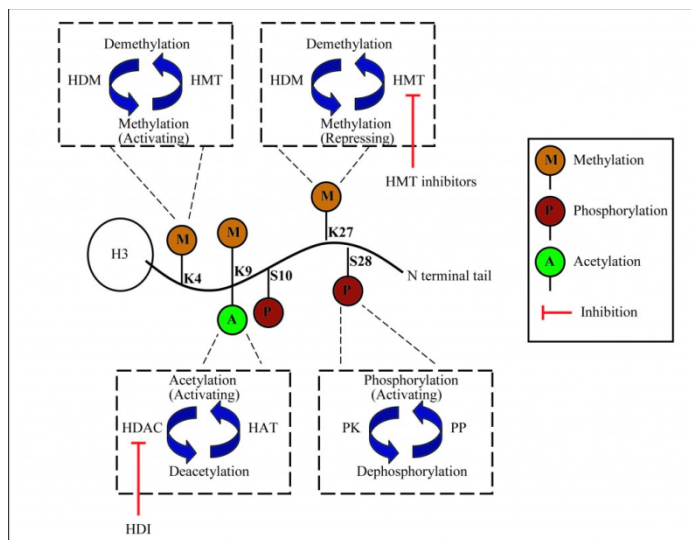 Demethylation
HDM HMT
Methylation
(Activating)
Demethylation
HDM HMT
Methylation
(Repressing)
HMT inhibitors
M Methylation
P Phosphorylation
A Acetylation
Inhibition
H3
M
K4
M
K9
A
S10
P
M
K27
S28
P
N terminal tail
Acetylation
(Activating)
HDAC HAT
Deacetylation
HDI
Phosphorylation
(Activating)
PK PP
Dephosphorylation